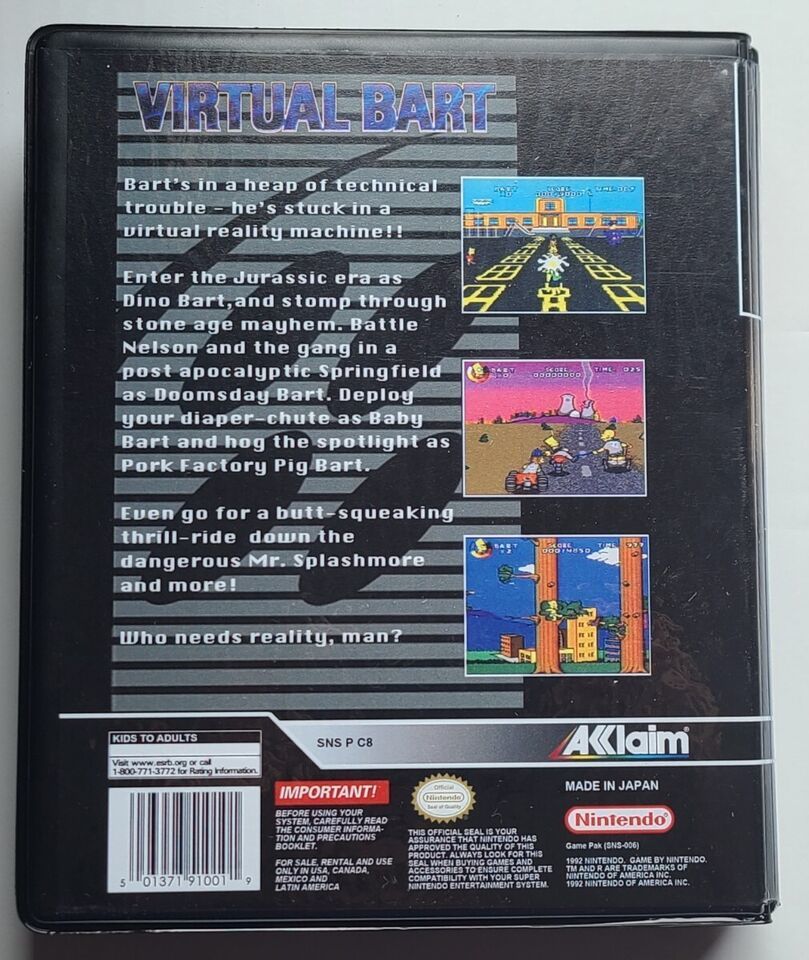 VIRTUAL BART
Bart's in a heap of technical
trouble - he's stuck in a
virtual reality machine!!
Enter the Jurassic era as
Dino Bart,and stomp through
stone age mayhem. Battle
Nelson and the gang in a
post apocalyptic Springfield
as Doomsday Bart. Deploy
your diaper-chute as Baby
Bart and hog the spotlight as
Pork Factory Pig Bart.
Even go for a butt-squeaking
thrill-ride down the
dangerous Mr. Splashmore
and more!
Who needs reality, man?
BART SCORE TIME
BART SCORE TIME 025
00000000
BART SCORE TIME
KIDS TO ADULTS
Visit www.esrb.org or call
1-800-771-3772 for Rating Information.
SNS P C8
AKKlaim
5 01371 91001 9
IMPORTANT!
BEFORE USING YOUR
SYSTEM, CAREFULLY READ
THE CONSUMER INFORMA-
TION AND PRECAUTIONS
BOOKLET.
FOR SALE, RENTAL AND USE
ONLY IN USA, CANADA,
MEXICO AND
LATIN AMERICA
Official
Nintendo
Seal of Quality
THIS OFFICIAL SEAL IS YOUR
ASSURANCE THAT NINTENDO HAS
APPROVED THE QUALITY OF THIS
PRODUCT. ALWAYS LOOK FOR THIS
SEAL WHEN BUYING GAMES AND
ACCESSORIES TO ENSURE COMPLETE
COMPATIBILITY WITH YOUR SUPER
NINTENDO ENTERTAINMENT SYSTEM.
MADE IN JAPAN
Nintendo
Game Pak (SNS-006)
1992 NINTENDO. GAME BY NINTENDO.
TM AND R ARE TRADEMARKS OF
NINTENDO OF AMERICA INC.
1992 NINTENDO OF AMERICA INC.